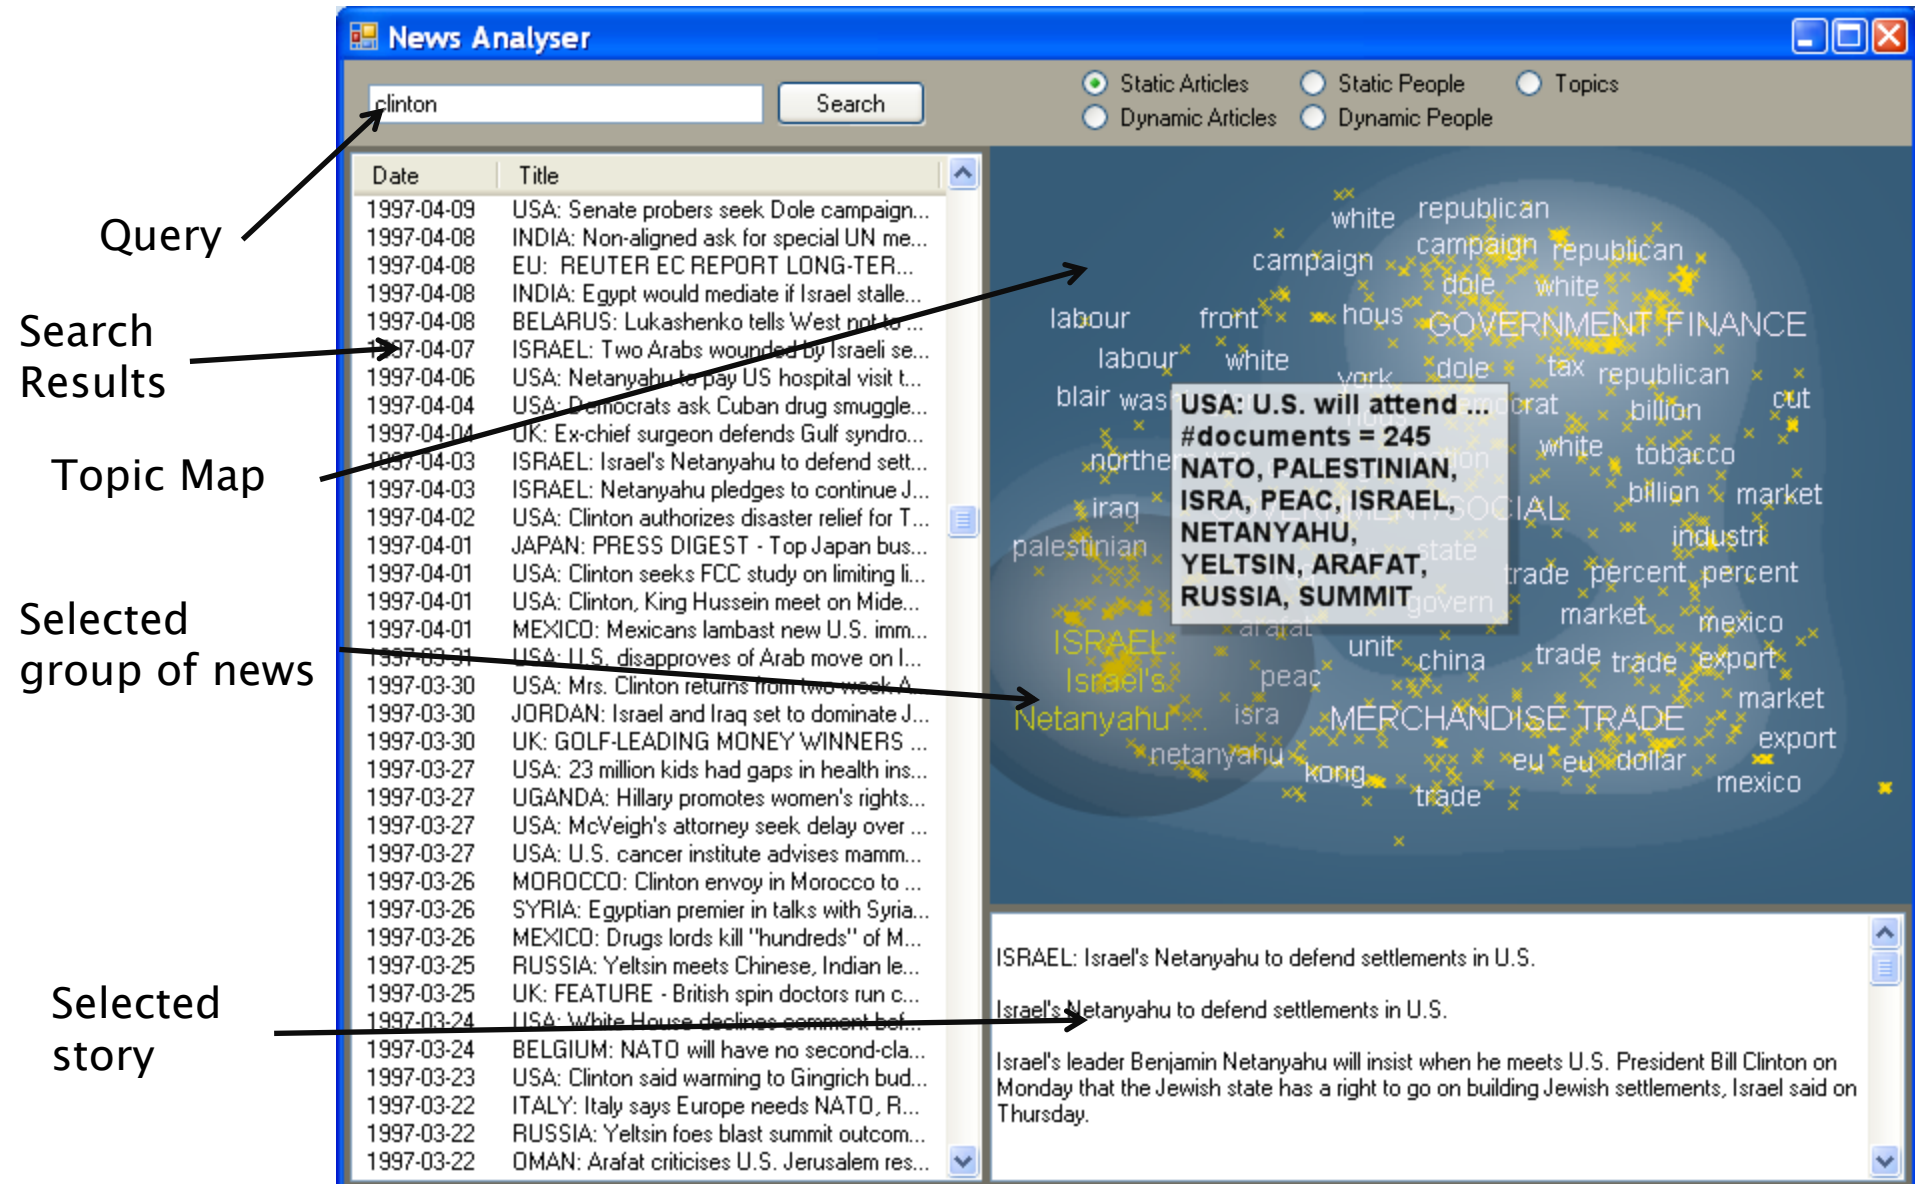 News Analyser
clinton
Search
Static Articles
Static People
Topics
Dynamic Articles
Dynamic People
Query
Search
Results
Topic Map
Selected
group of news
Selected
story
Date Title
1997-04-09 USA: Senate probers seek Dole campaign...
1997-04-08 INDIA: Non-aligned ask for special UN me...
1997-04-08 EU: REUTER EC REPORT LONG-TER...
1997-04-08 INDIA: Egypt would mediate if Israel stalle...
1997-04-08 BELARUS: Lukashenko tells West not to ...
1997-04-07 ISRAEL: Two Arabs wounded by Israeli se...
1997-04-06 USA: Netanyahu to pay US hospital visit t...
1997-04-04 USA: Democrats ask Cuban drug smuggle...
1997-04-04 UK: Ex-chief surgeon defends Gulf syndro...
1997-04-03 ISRAEL: Israel's Netanyahu to defend sett...
1997-04-03 ISRAEL: Netanyahu pledges to continue J...
1997-04-02 USA: Clinton authorizes disaster relief for T...
1997-04-01 JAPAN: PRESS DIGEST - Top Japan bus...
1997-04-01 USA: Clinton seeks FCC study on limiting li...
1997-04-01 USA: Clinton, King Hussein meet on Mide...
1997-04-01 MEXICO: Mexicans lambast new U.S. imm...
1997-03-31 USA: U.S. disapproves of Arab move on I...
1997-03-30 USA: Mrs. Clinton returns from two-week A...
1997-03-30 JORDAN: Israel and Iraq set to dominate J...
1997-03-30 UK: GOLF-LEADING MONEY WINNERS ...
1997-03-27 USA: 23 million kids had gaps in health ins...
1997-03-27 UGANDA: Hillary promotes women's rights...
1997-03-27 USA: McVeigh's attorney seek delay over ...
1997-03-27 USA: U.S. cancer institute advises mamm...
1997-03-26 MOROCCO: Clinton envoy in Morocco to ...
1997-03-26 SYRIA: Egyptian premier in talks with Syria...
1997-03-26 MEXICO: Drugs lords kill "hundreds" of M...
1997-03-25 RUSSIA: Yeltsin meets Chinese, Indian le...
1997-03-25 UK: FEATURE - British spin doctors run c...
1997-03-24 USA: White House declines comment bef...
1997-03-24 BELGIUM: NATO will have no second-cla...
1997-03-23 USA: Clinton said warming to Gingrich bud...
1997-03-22 ITALY: Italy says Europe needs NATO, R...
1997-03-22 RUSSIA: Yeltsin foes blast summit outcom...
1997-03-22 OMAN: Arafat criticises U.S. Jerusalem res...
white republican
campaign campaign republican
dole white
labour front hous GOVERNMENT FINANCE
labour white york dole tax republican
blair billion cut
white tobacco
iraq billion market
palestinian state industri
trade percent percent
govern market mexico
arafat
unit china trade trade export
peac
market
isra MERCHANDISE TRADE
export
netanyahu kong eu eu dollar
trade mexico
ISRAEL:
Israel's
Netanyahu ...
USA: U.S. will attend ...
#documents = 245
NATO, PALESTINIAN,
ISRA, PEAC, ISRAEL,
NETANYAHU,
YELTSIN, ARAFAT,
RUSSIA, SUMMIT
ISRAEL: Israel's Netanyahu to defend settlements in U.S.
Israel's Netanyahu to defend settlements in U.S.
Israel's leader Benjamin Netanyahu will insist when he meets U.S. President Bill Clinton on
Monday that the Jewish state has a right to go on building Jewish settlements, Israel said on
Thursday.